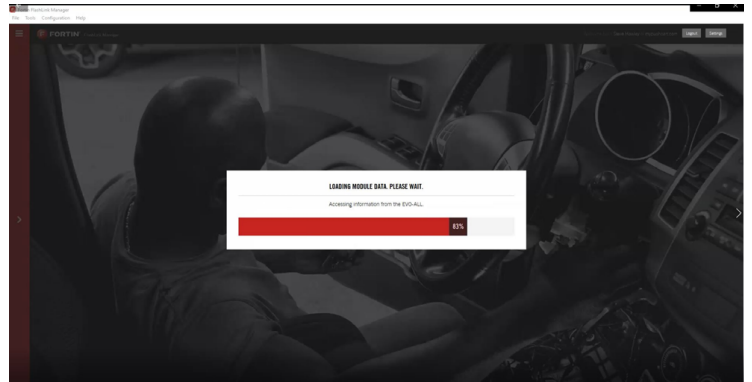 FlashLink Manager
File Tools Configuration Help
FORTIN
Logout
Settings
LOADING MODULE DATA. PLEASE WAIT.
Accessing information from the EVO-ALL.
83%